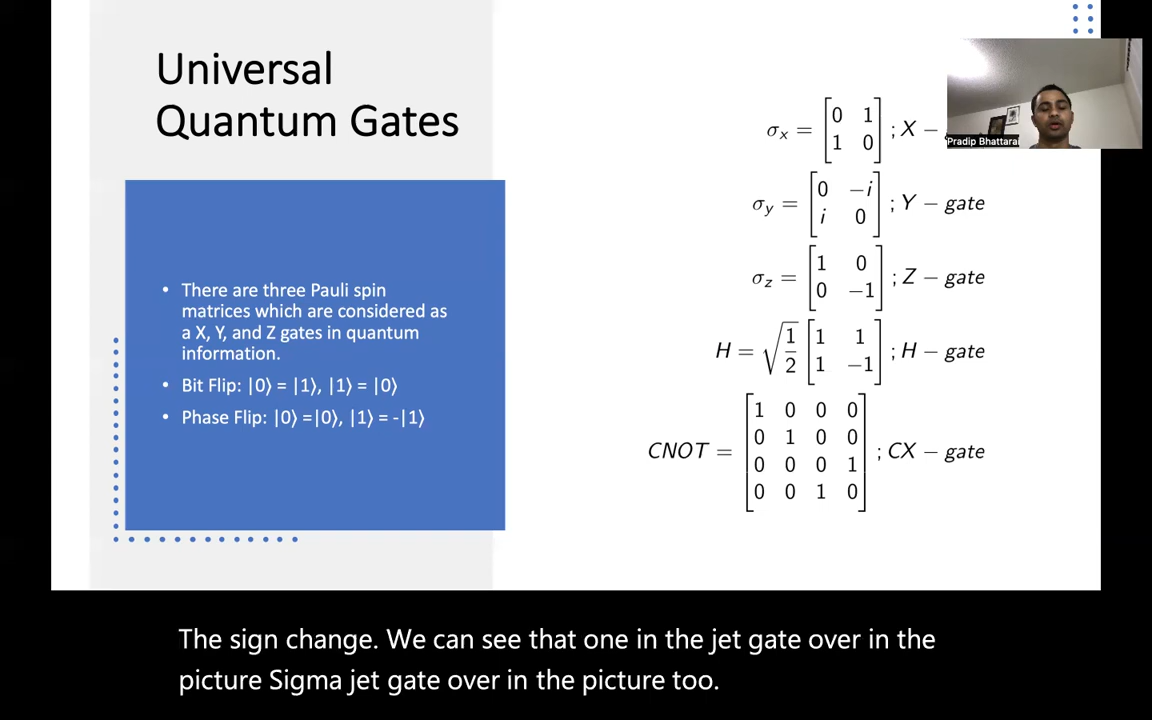 Universal
Quantum Gates
• There are three Pauli spin
matrices which are considered as
a X, Y, and Z gates in quantum
information.
• Bit Flip: |0⟩ = |1⟩, |1⟩ = |0⟩
• Phase Flip: |0⟩ =|0⟩, |1⟩ = -|1⟩
σx = [0 1
1 0] ; X −
σy = [0 −i
i 0] ; Y − gate
σz = [1 0
0 −1] ; Z − gate
H = √1/2 [1 1
1 −1] ; H − gate
CNOT = [1 0 0 0
0 1 0 0
0 0 0 1
0 0 1 0] ; CX − gate
Pradip Bhattarai
The sign change. We can see that one in the jet gate over in the
picture Sigma jet gate over in the picture too.